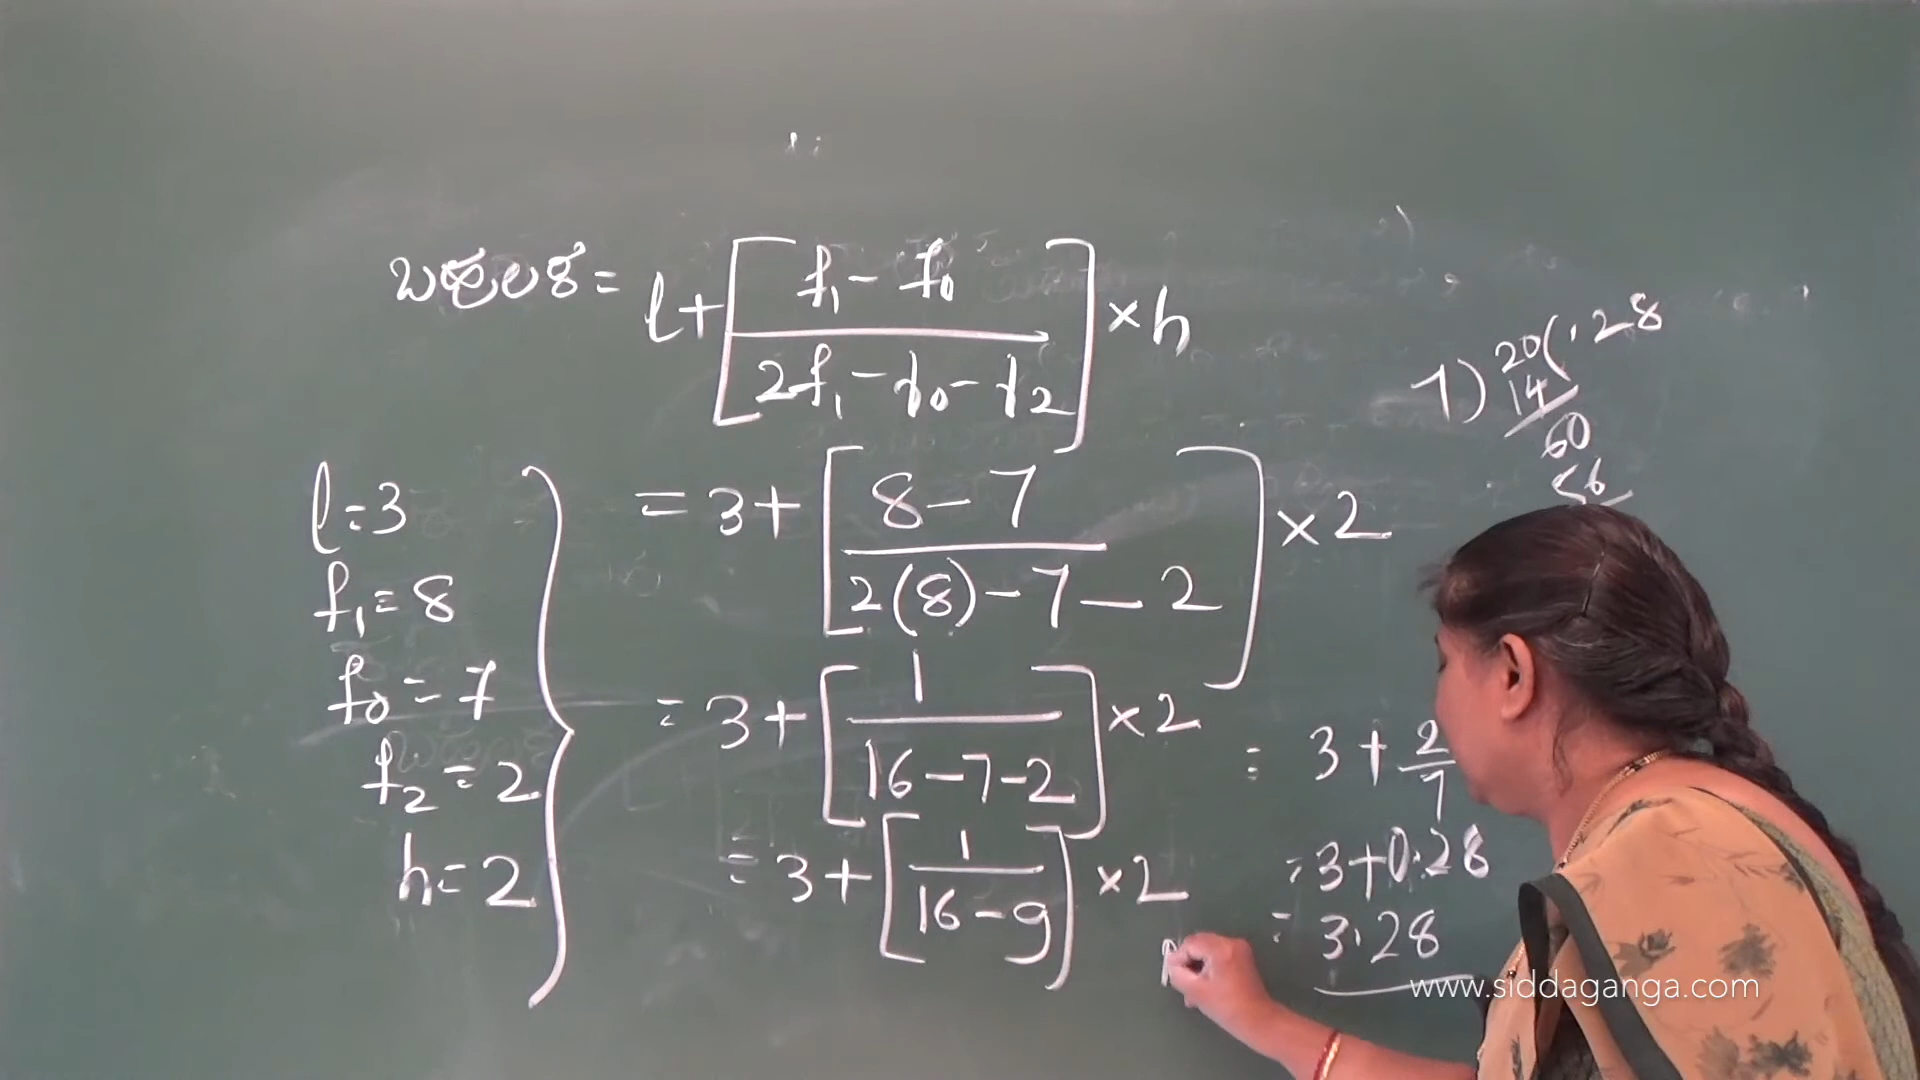 ಬಹುಲಕ = l + [ (f₁ - f₀) / (2f₁ - f₀ - f₂) ] × h
l = 3
f₁ = 8
f₀ = 7
f₂ = 2
h = 2
= 3 + [ (8 - 7) / (2(8) - 7 - 2) ] × 2
= 3 + [ 1 / (16 - 7 - 2) ] × 2
= 3 + [ 1 / (16 - 9) ] × 2
= 3 + 2/7
= 3 + 0.28
= 3.28
7) 20 ( .28
14
60
56
www.siddaganga.com